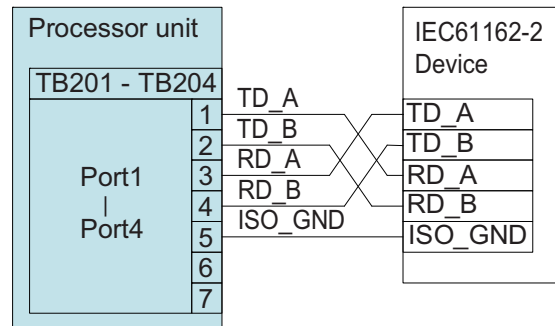 Processor unit
TB201 - TB204
Port1
|
Port4
1
2
3
4
5
6
7
TD_A
TD_B
RD_A
RD_B
ISO_GND
IEC61162-2
Device
TD_A
TD_B
RD_A
RD_B
ISO_GND